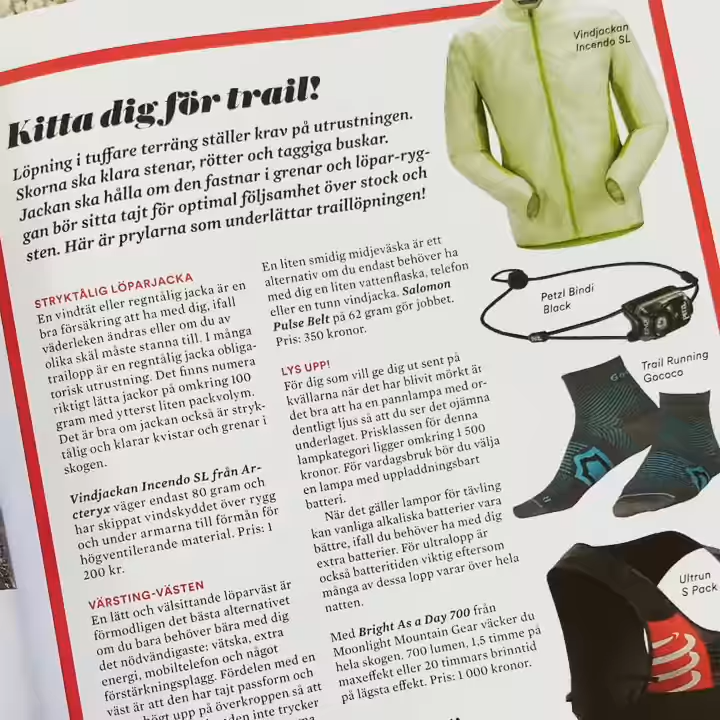 Kitta dig för trail!
Löpning i tuffare terräng ställer krav på utrustningen.
Skorna ska klara stenar, rötter och taggiga buskar.
Jackan ska hålla om den fastnar i grenar och löpar-ryg-
gan bör sitta tajt för optimal följsamhet över stock och
sten. Här är prylarna som underlättar traillöpningen!
STRYKTÅLIG LÖPARJACKA
En vindtät eller regntålig jacka är en
bra försäkring att ha med dig, ifall
väderleken ändras eller om du av
olika skäl måste stanna till. I många
trailopp är en regntålig jacka obliga-
torisk utrustning. Det finns numera
riktigt lätta jackor på omkring 100
gram med ytterst liten packvolym.
Det är bra om jackan också är stryk-
tålig och klarar kvistar och grenar i
skogen.
Vindjackan Incendo SL från Ar-
cteryx väger endast 80 gram och
har skippat vindskyddet över rygg
och under armarna till förmån för
högventilerande material. Pris: 1
200 kr.
VÄRSTING-VÄSTEN
En lätt och välsittande löparväst är
förmodligen det bästa alternativet
om du bara behöver bära med dig
det nödvändigaste: vätska, extra
energi, mobiltelefon och något
förstärkningsplagg. Fördelen med en
väst är att den har tajt passform och
högt upp på överkroppen så att
den inte trycker
En liten smidig midjeväska är ett
alternativ om du endast behöver ha
med dig en liten vattenflaska, telefon
eller en tunn vindjacka. Salomon
Pulse Belt på 62 gram gör jobbet.
Pris: 350 kronor.
LYS UPP!
För dig som vill ge dig ut sent på
kvällarna när det har blivit mörkt är
det bra att ha en pannlampa med or-
dentligt ljus så att du ser det ojämna
underlaget. Prisklassen för denna
lampkategori ligger omkring 1 500
kronor. För vardagsbruk bör du välja
en lampa med uppladdningsbart
batteri.
När det gäller lampor för tävling
kan vanliga alkaliska batterier vara
bättre, ifall du behöver ha med dig
extra batterier. För ultralopp är
också batteritiden viktig eftersom
många av dessa lopp varar över hela
natten.
Med Bright As a Day 700 från
Moonlight Mountain Gear väcker du
hela skogen. 700 lumen, 1,5 timme på
maxeffekt eller 20 timmars brinntid
på lägsta effekt. Pris: 1 000 kronor.
Vindjackan
Incendo SL
Petzl Bindi
Black
Trail Running
Gococo
Ultrun
S Pack